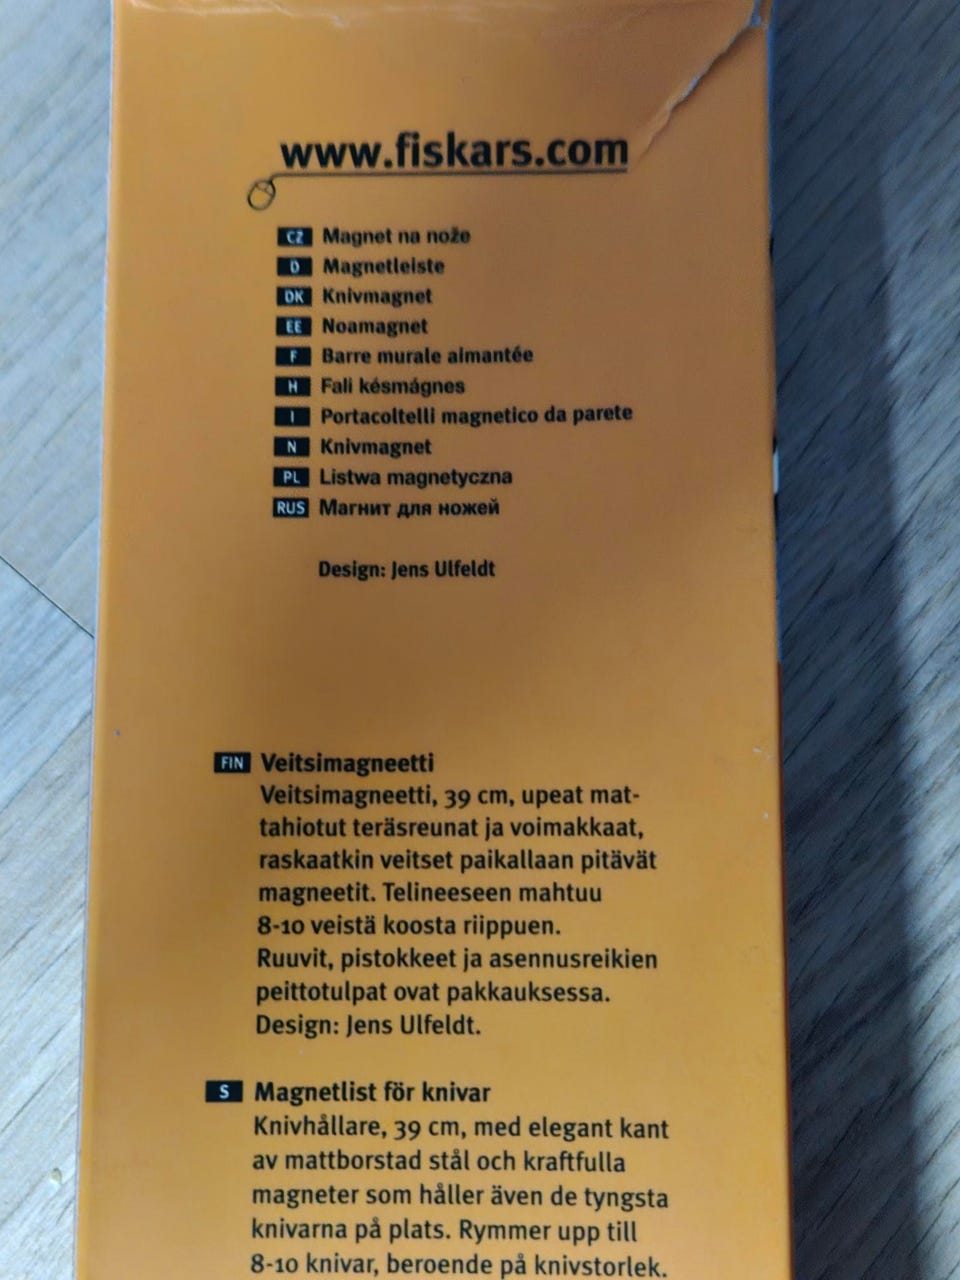 www.fiskars.com
CZ Magnet na nože
D Magnetleiste
DK Knivmagnet
EE Noamagnet
F Barre murale aimantée
H Fali késmágnes
I Portacoltelli magnetico da parete
N Knivmagnet
PL Listwa magnetyczna
RUS Магнит для ножей
Design: Jens Ulfeldt
FIN Veitsimagneetti
Veitsimagneetti, 39 cm, upeat mat-
tahiotut teräsreunat ja voimakkaat,
raskaatkin veitset paikallaan pitävät
magneetit. Telineeseen mahtuu
8-10 veistä koosta riippuen.
Ruuvit, pistokkeet ja asennusreikien
peittotulpat ovat pakkauksessa.
Design: Jens Ulfeldt.
S Magnetlist för knivar
Knivhållare, 39 cm, med elegant kant
av mattborstad stål och kraftfulla
magneter som håller även de tyngsta
knivarna på plats. Rymmer upp till
8-10 knivar, beroende på knivstorlek.